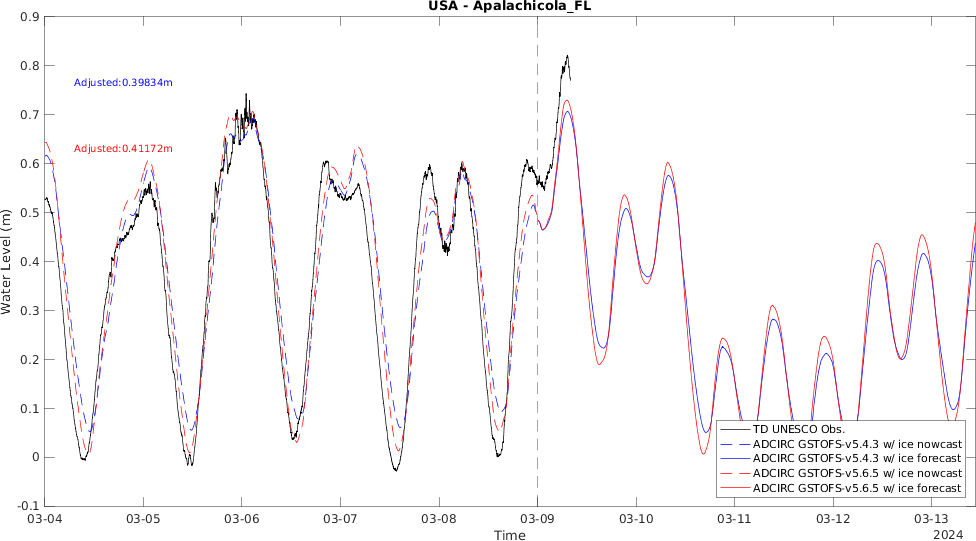 USA - Apalachicola_FL
0.9
0.8
0.7
0.6
0.5
0.4
0.3
0.2
0.1
0
-0.1
Water Level (m)
Adjusted:0.39834m
Adjusted:0.41172m
TD UNESCO Obs.
ADCIRC GSTOFS-v5.4.3 w/ ice nowcast
ADCIRC GSTOFS-v5.4.3 w/ ice forecast
ADCIRC GSTOFS-v5.6.5 w/ ice nowcast
ADCIRC GSTOFS-v5.6.5 w/ ice forecast
03-04 03-05 03-06 03-07 03-08 03-09 03-10 03-11 03-12 03-13
Time
2024